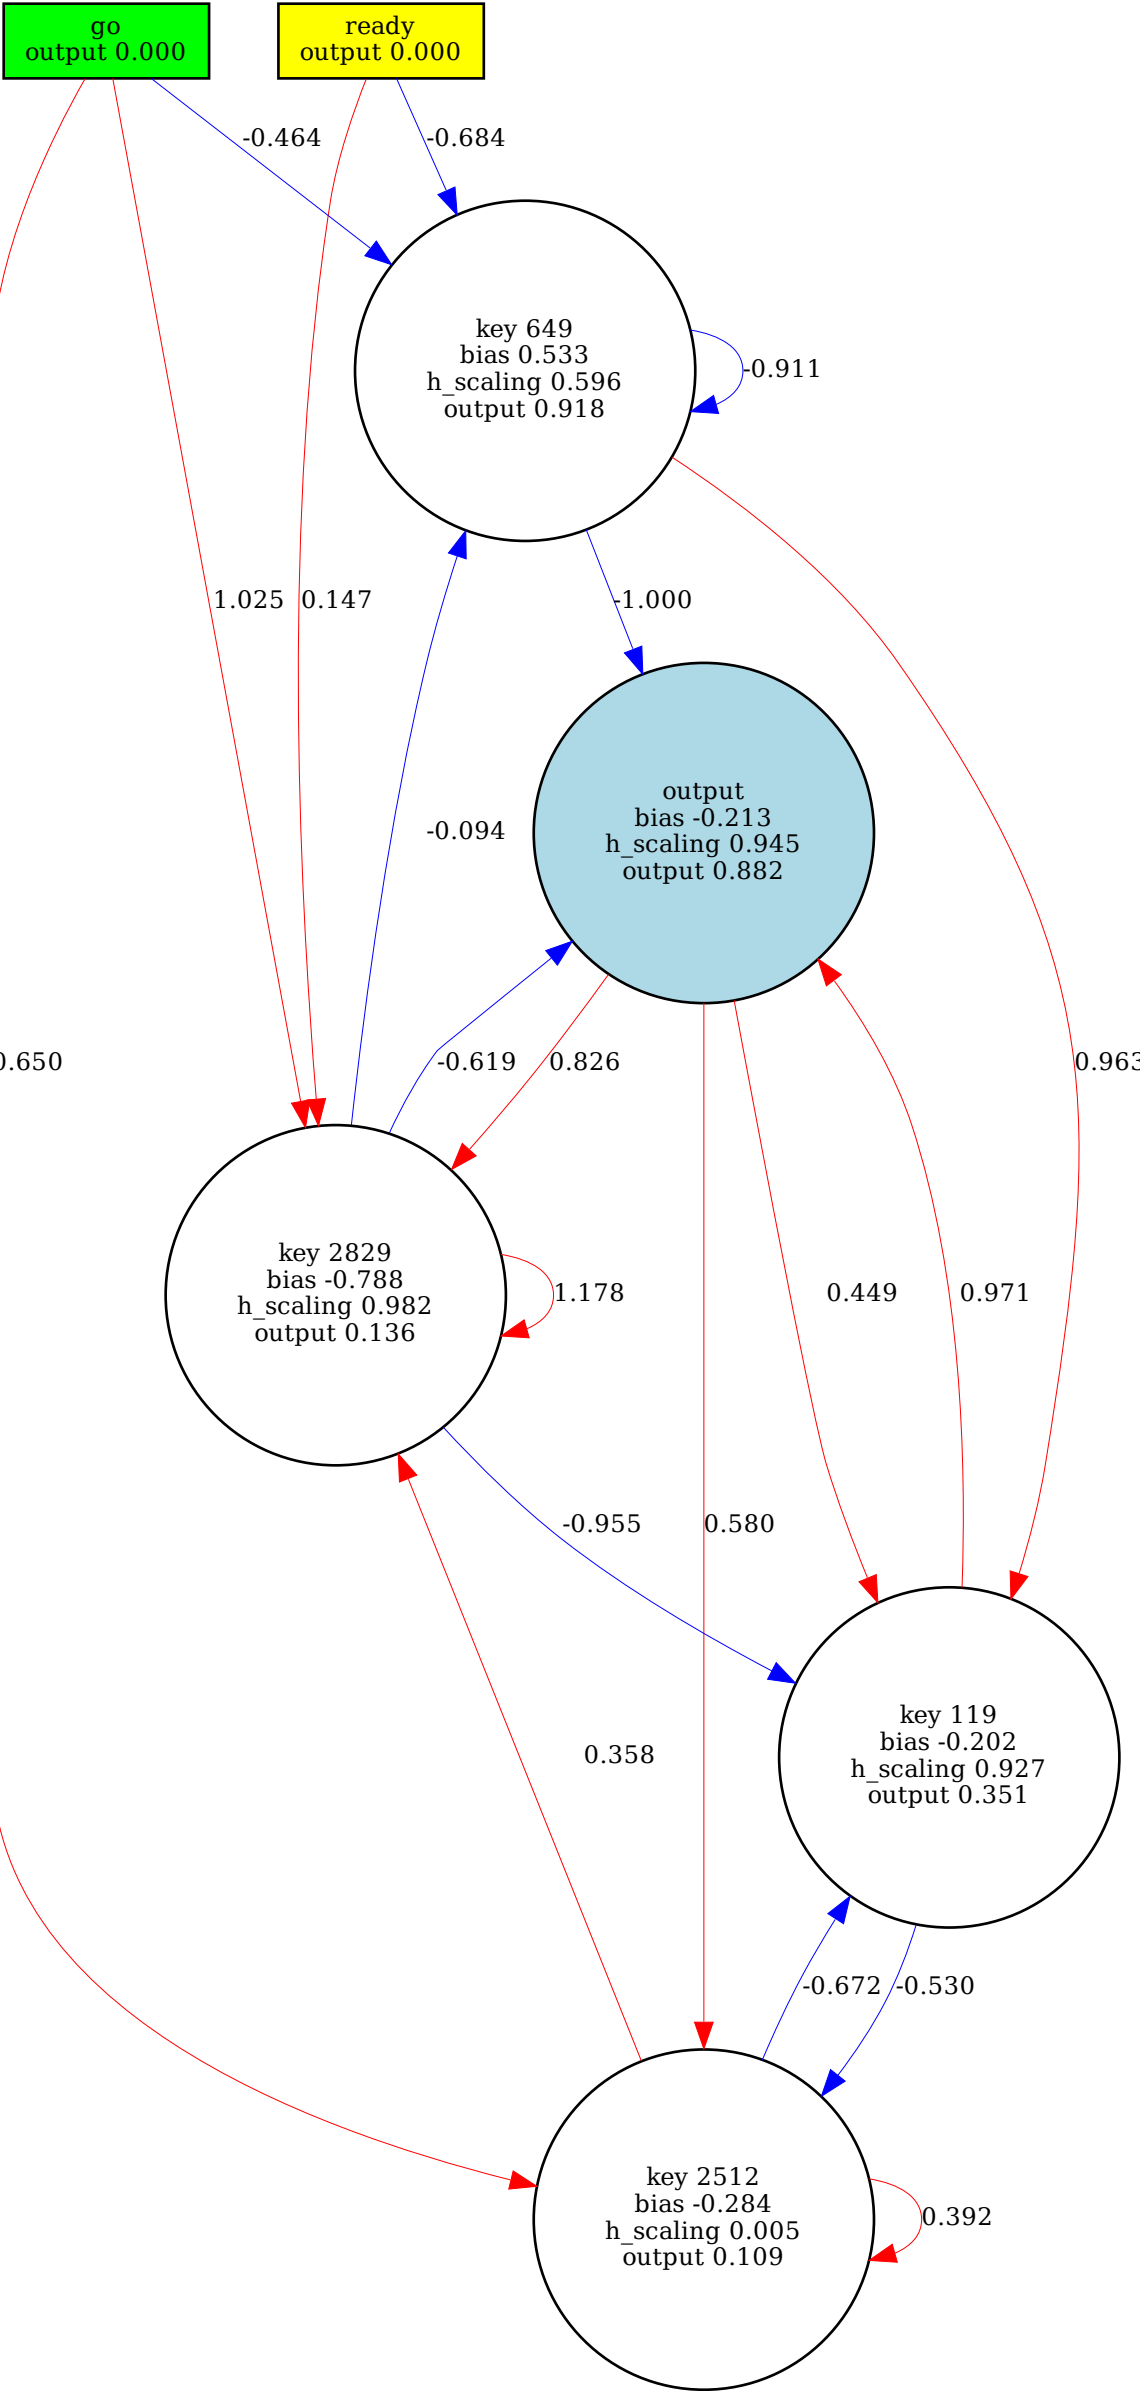 go
output 0.000
ready
output 0.000
-0.464
-0.684
key 649
bias 0.533
h_scaling 0.596
output 0.918
-0.911
1.025
0.147
-1.000
output
bias -0.213
h_scaling 0.945
output 0.882
-0.094
0.650
-0.619
0.826
0.963
key 2829
bias -0.788
h_scaling 0.982
output 0.136
1.178
0.449
0.971
-0.955
0.580
key 119
bias -0.202
h_scaling 0.927
output 0.351
0.358
-0.672
-0.530
key 2512
bias -0.284
h_scaling 0.005
output 0.109
0.392